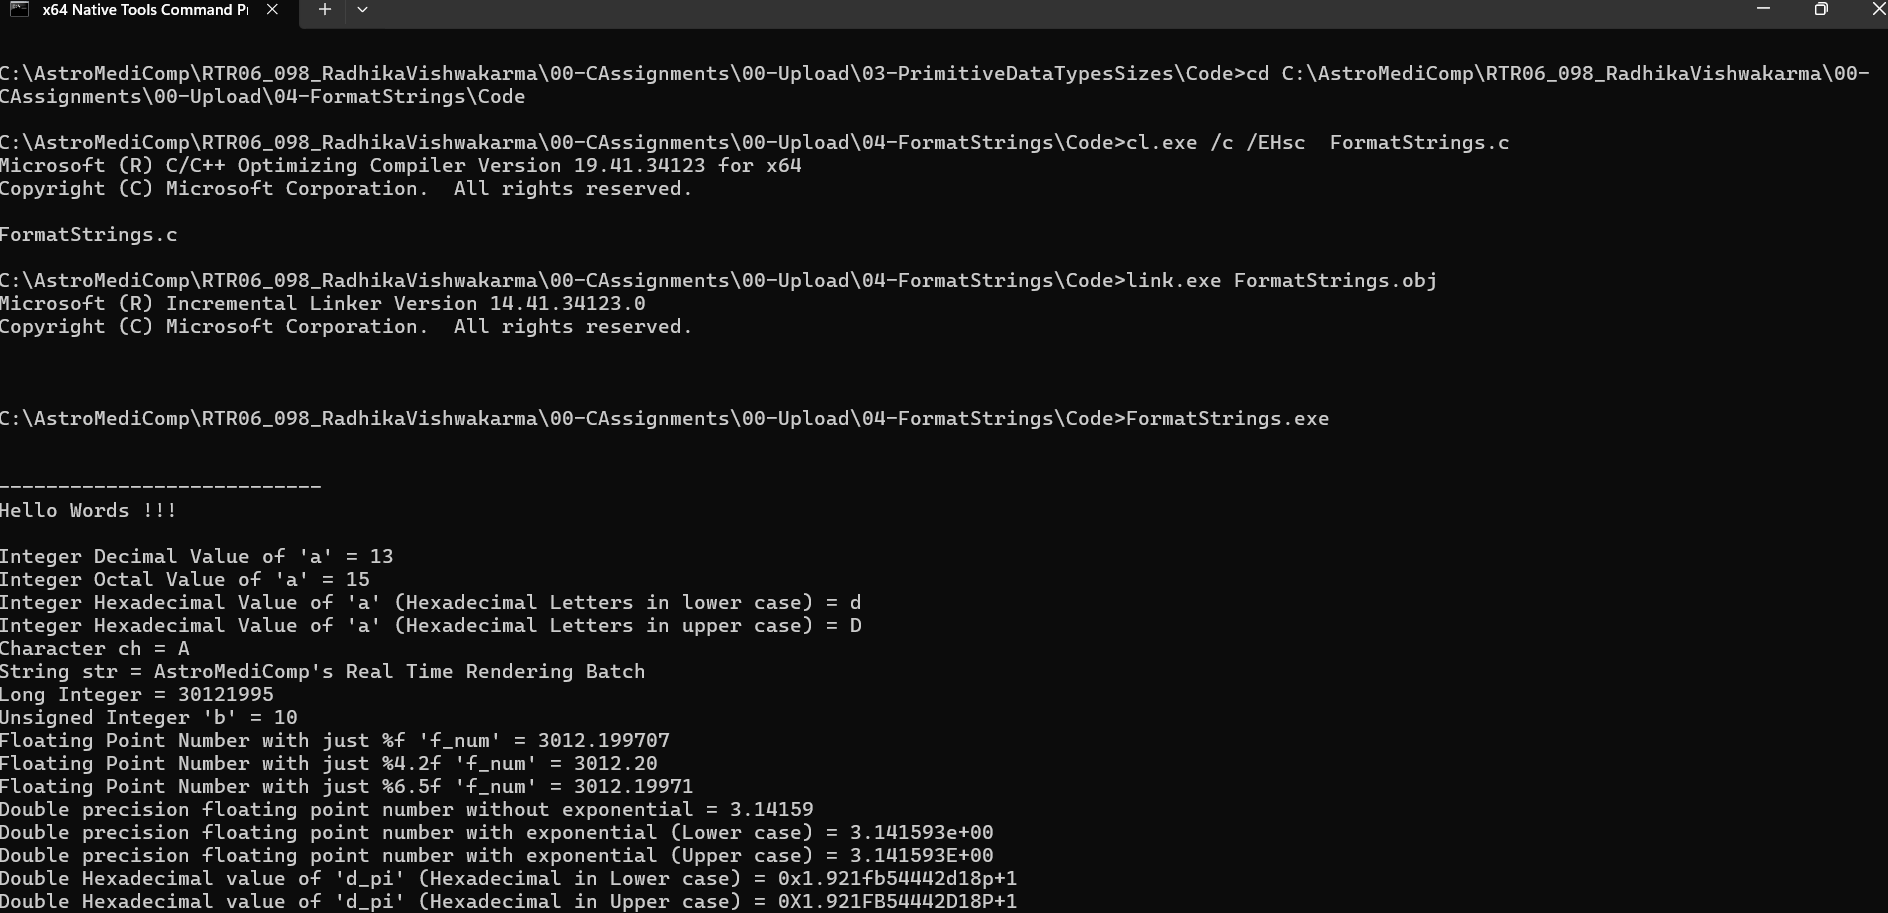 x64 Native Tools Command Pr
C:\AstroMediComp\RTR06_098_RadhikaVishwakarma\00-CAssignments\00-Upload\03-PrimitiveDataTypesSizes\Code>cd C:\AstroMediComp\RTR06_098_RadhikaVishwakarma\00-
CAssignments\00-Upload\04-FormatStrings\Code
C:\AstroMediComp\RTR06_098_RadhikaVishwakarma\00-CAssignments\00-Upload\04-FormatStrings\Code>cl.exe /c /EHsc  FormatStrings.c
Microsoft (R) C/C++ Optimizing Compiler Version 19.41.34123 for x64
Copyright (C) Microsoft Corporation.  All rights reserved.
FormatStrings.c
C:\AstroMediComp\RTR06_098_RadhikaVishwakarma\00-CAssignments\00-Upload\04-FormatStrings\Code>link.exe FormatStrings.obj
Microsoft (R) Incremental Linker Version 14.41.34123.0
Copyright (C) Microsoft Corporation.  All rights reserved.
C:\AstroMediComp\RTR06_098_RadhikaVishwakarma\00-CAssignments\00-Upload\04-FormatStrings\Code>FormatStrings.exe
---------------------------
Hello Words !!!
Integer Decimal Value of 'a' = 13
Integer Octal Value of 'a' = 15
Integer Hexadecimal Value of 'a' (Hexadecimal Letters in lower case) = d
Integer Hexadecimal Value of 'a' (Hexadecimal Letters in upper case) = D
Character ch = A
String str = AstroMediComp's Real Time Rendering Batch
Long Integer = 30121995
Unsigned Integer 'b' = 10
Floating Point Number with just %f 'f_num' = 3012.199707
Floating Point Number with just %4.2f 'f_num' = 3012.20
Floating Point Number with just %6.5f 'f_num' = 3012.19971
Double precision floating point number without exponential = 3.14159
Double precision floating point number with exponential (Lower case) = 3.141593e+00
Double precision floating point number with exponential (Upper case) = 3.141593E+00
Double Hexadecimal value of 'd_pi' (Hexadecimal in Lower case) = 0x1.921fb54442d18p+1
Double Hexadecimal value of 'd_pi' (Hexadecimal in Upper case) = 0X1.921FB54442D18P+1